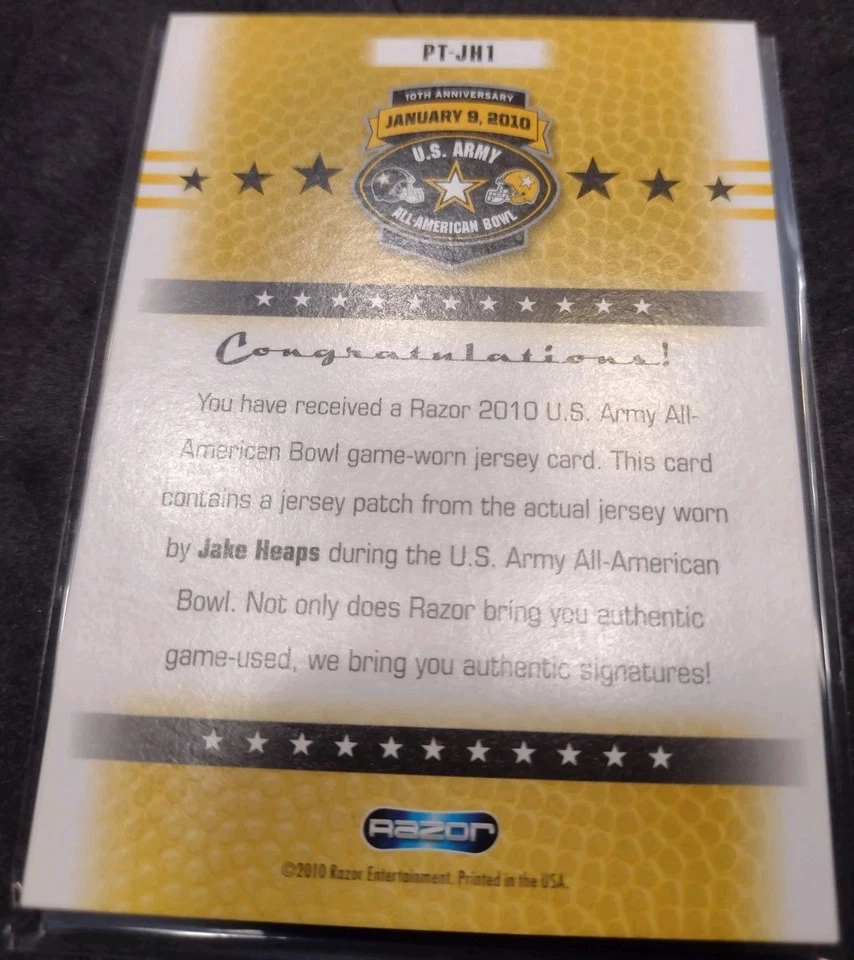 PT-JH1
10TH ANNIVERSARY
JANUARY 9, 2010
U.S. ARMY
ALL-AMERICAN BOWL
Congratulations!
You have received a Razor 2010 U.S. Army All-
American Bowl game-worn jersey card. This card
contains a jersey patch from the actual jersey worn
by Jake Heaps during the U.S. Army All-American
Bowl. Not only does Razor bring you authentic
game-used, we bring you authentic signatures!
Razor
©2010 Razor Entertainment. Printed in the USA.